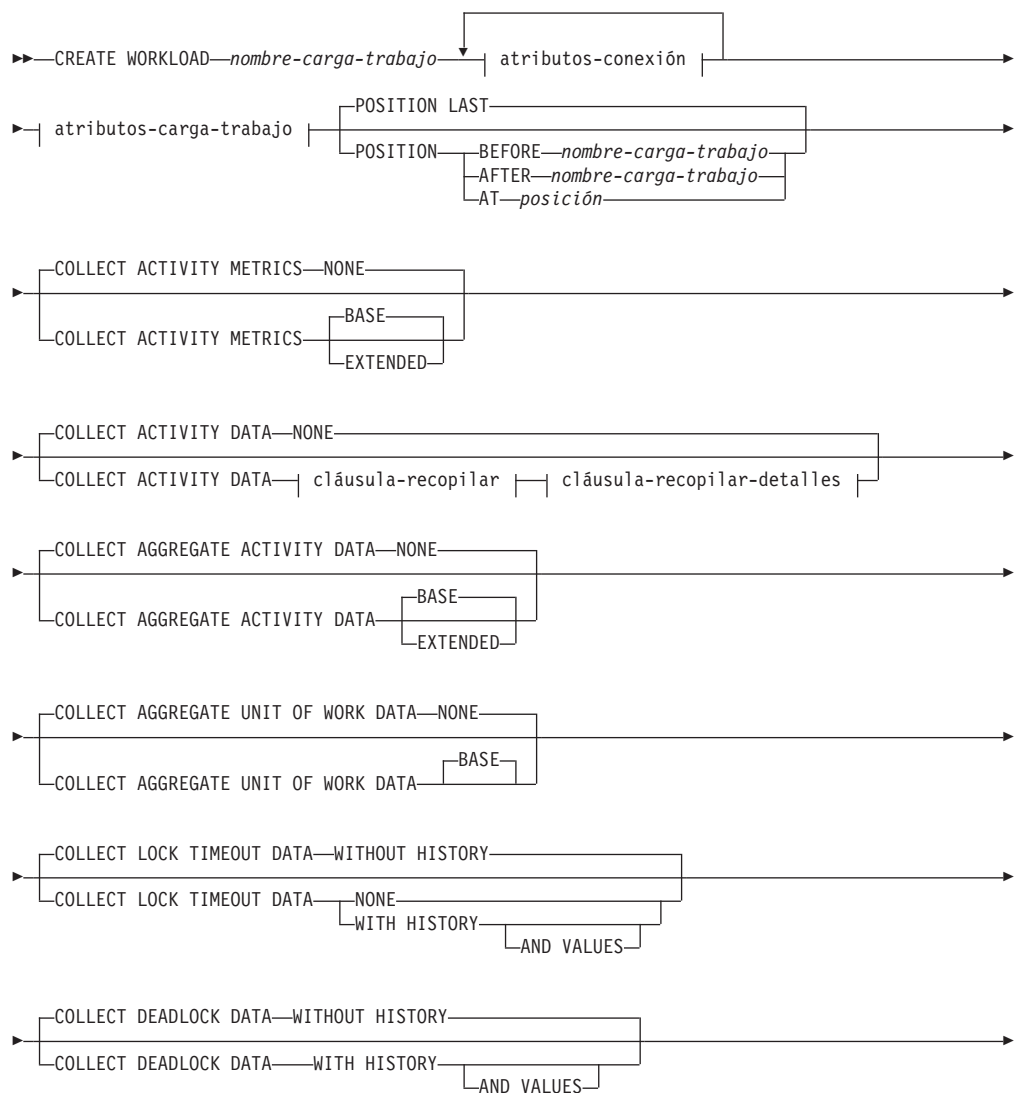 CREATE WORKLOAD nombre-carga-trabajo atributos-conexión
atributos-carga-trabajo POSITION LAST
POSITION BEFORE nombre-carga-trabajo
AFTER nombre-carga-trabajo
AT posición
COLLECT ACTIVITY METRICS NONE
COLLECT ACTIVITY METRICS BASE
EXTENDED
COLLECT ACTIVITY DATA NONE
COLLECT ACTIVITY DATA cláusula-recopilar cláusula-recopilar-detalles
COLLECT AGGREGATE ACTIVITY DATA NONE
COLLECT AGGREGATE ACTIVITY DATA BASE
EXTENDED
COLLECT AGGREGATE UNIT OF WORK DATA NONE
COLLECT AGGREGATE UNIT OF WORK DATA BASE
COLLECT LOCK TIMEOUT DATA WITHOUT HISTORY
COLLECT LOCK TIMEOUT DATA NONE
WITH HISTORY
AND VALUES
COLLECT DEADLOCK DATA WITHOUT HISTORY
COLLECT DEADLOCK DATA WITH HISTORY
AND VALUES